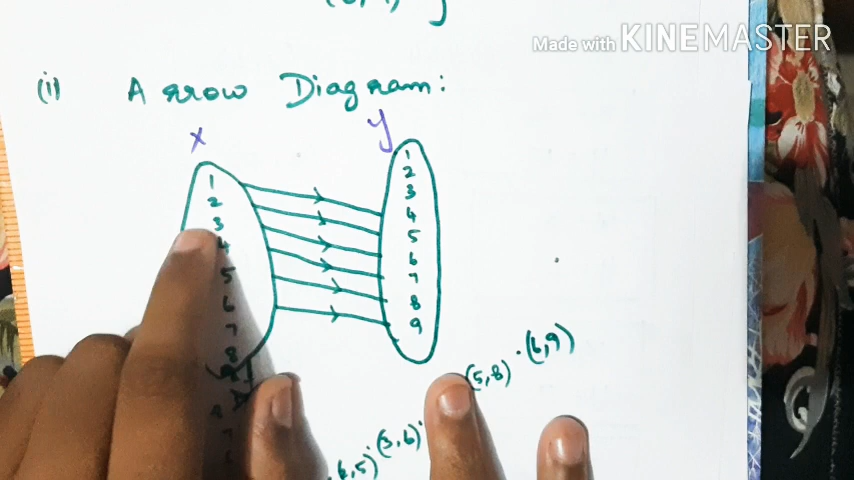 Made with KINEMASTER
(i) Arrow Diagram:
x y
1 1
2 2
3 3
4 4
5 5
6 6
7 7
8 8
9 9
(5,8) . (6,9)
(3,6)